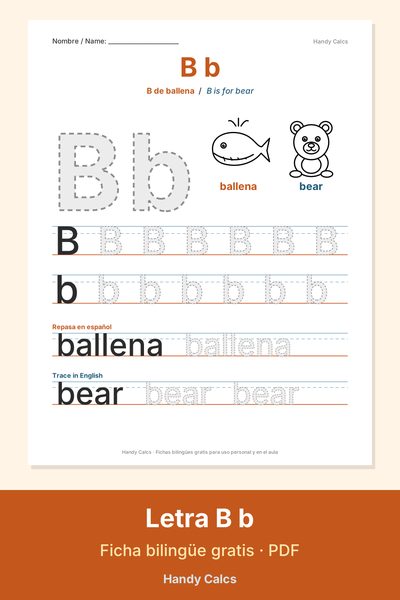 Nombre / Name: ____________________ Handy Calcs
B b
B de ballena / B is for bear
Bb
ballena bear
B B B B B B B
b b b b b b b
Repasa en español
ballena ballena
Trace in English
bear bear bear
Handy Calcs · Fichas bilingües gratis para uso personal y en el aula
Letra B b
Ficha bilingüe gratis · PDF
Handy Calcs